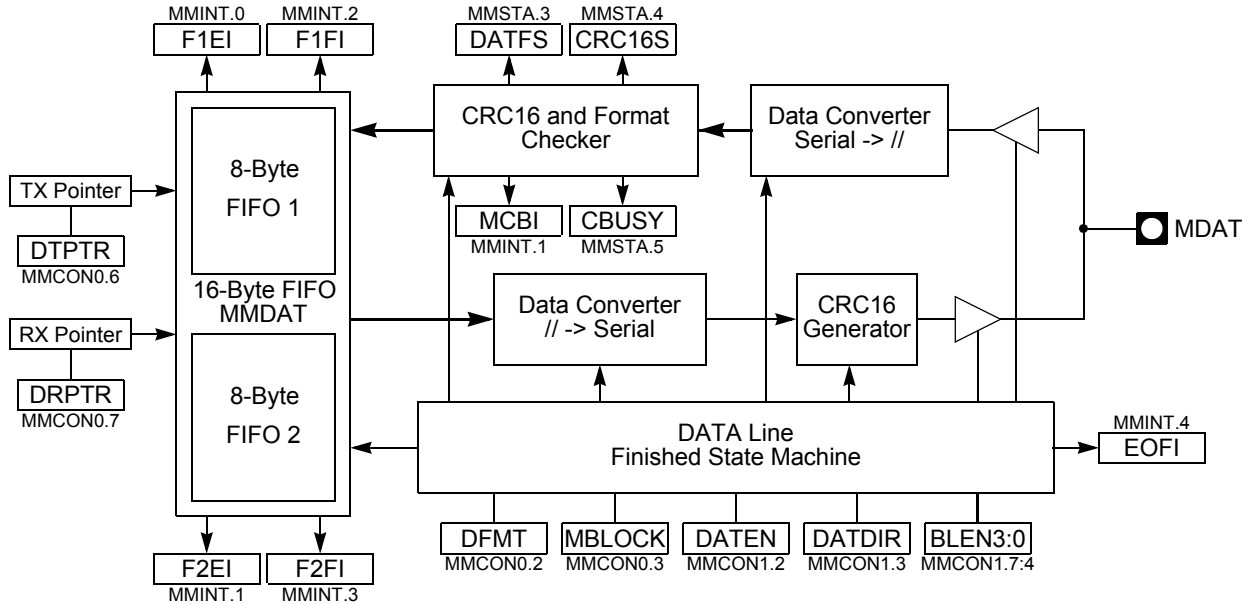 MMINT.0
F1EI
MMINT.2
F1FI
MMSTA.3
DATFS
MMSTA.4
CRC16S
8-Byte
FIFO 1
CRC16 and Format
Checker
Data Converter
Serial -> //
TX Pointer
DTPTR
MMCON0.6
MCBI
MMINT.1
CBUSY
MMSTA.5
MDAT
16-Byte FIFO
MMDAT
Data Converter
// -> Serial
CRC16
Generator
RX Pointer
DRPTR
MMCON0.7
8-Byte
FIFO 2
DATA Line
Finished State Machine
MMINT.4
EOFI
F2EI
MMINT.1
F2FI
MMINT.3
DFMT
MMCON0.2
MBLOCK
MMCON0.3
DATEN
MMCON1.2
DATDIR
MMCON1.3
BLEN3:0
MMCON1.7:4